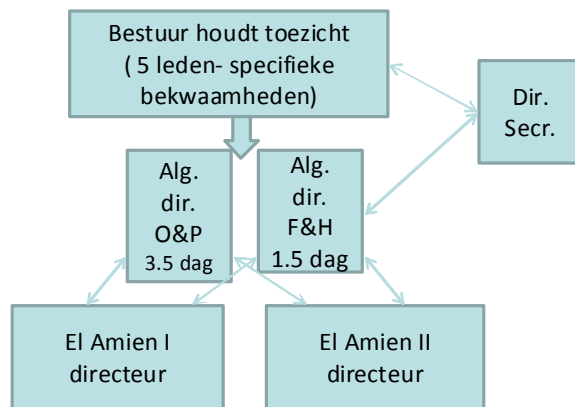 Bestuur houdt toezicht
( 5 leden- specifieke
bekwaamheden)
Dir.
Secr.
Alg.
dir.
O&P
3.5 dag
Alg.
dir.
F&H
1.5 dag
El Amien I
directeur
El Amien II
directeur